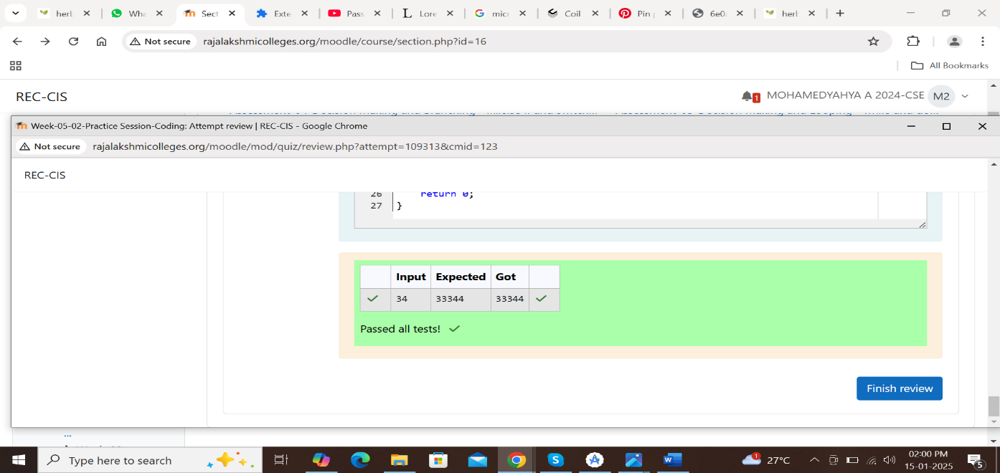 herb
Wha
Sect
Exte
Pass
Lore
micr
Coil
Pin
6e0
herb
Not secure
rajalakshmicolleges.org/moodle/course/section.php?id=16
All Bookmarks
REC-CIS
1
MOHAMEDYAHYA A 2024-CSE
M2
Week-05-02-Practice Session-Coding: Attempt review | REC-CIS - Google Chrome
Not secure
rajalakshmicolleges.org/moodle/mod/quiz/review.php?attempt=109313&cmid=123
REC-CIS
26 return 0;
27 }
Input Expected Got
34 33344 33344
Passed all tests!
Finish review
...
Type here to search
1
27°C
02:00 PM
15-01-2025
5